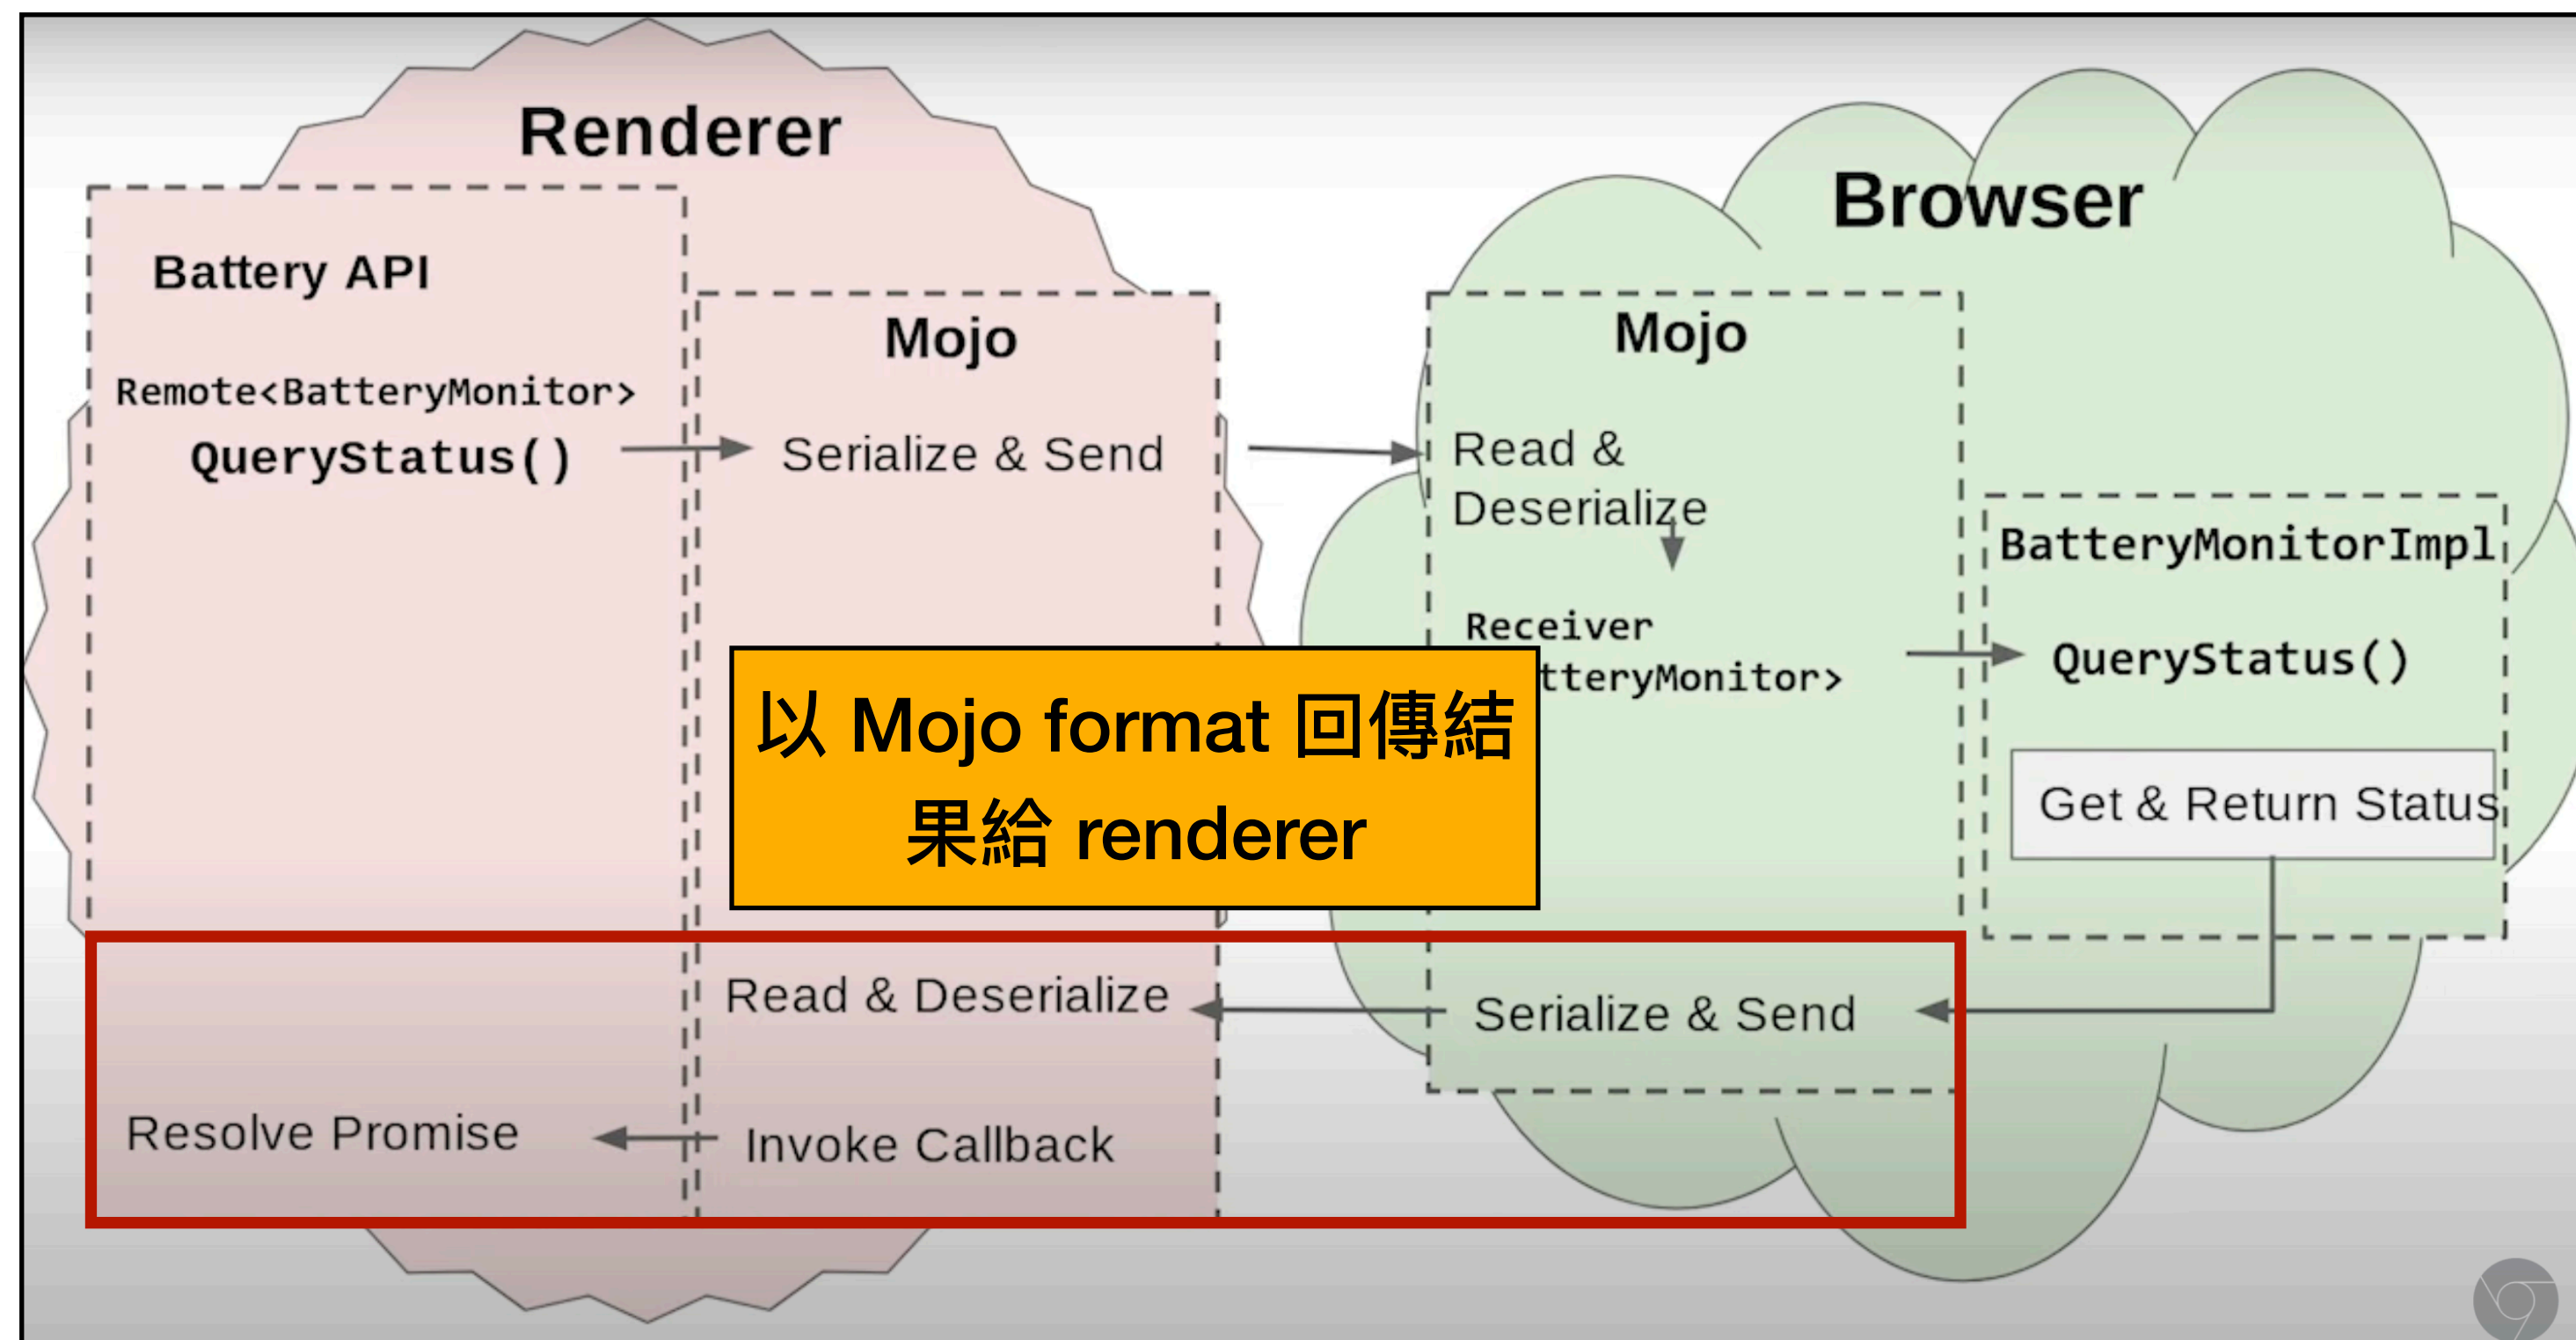 Renderer
Battery API
Remote<BatteryMonitor>
QueryStatus()
Mojo
Serialize & Send
Browser
Mojo
Read &
Deserialize
Receiver
tteryMonitor>
BatteryMonitorImpl
QueryStatus()
Get & Return Status
以 Mojo format 回傳結
果給 renderer
Read & Deserialize
Serialize & Send
Resolve Promise
Invoke Callback